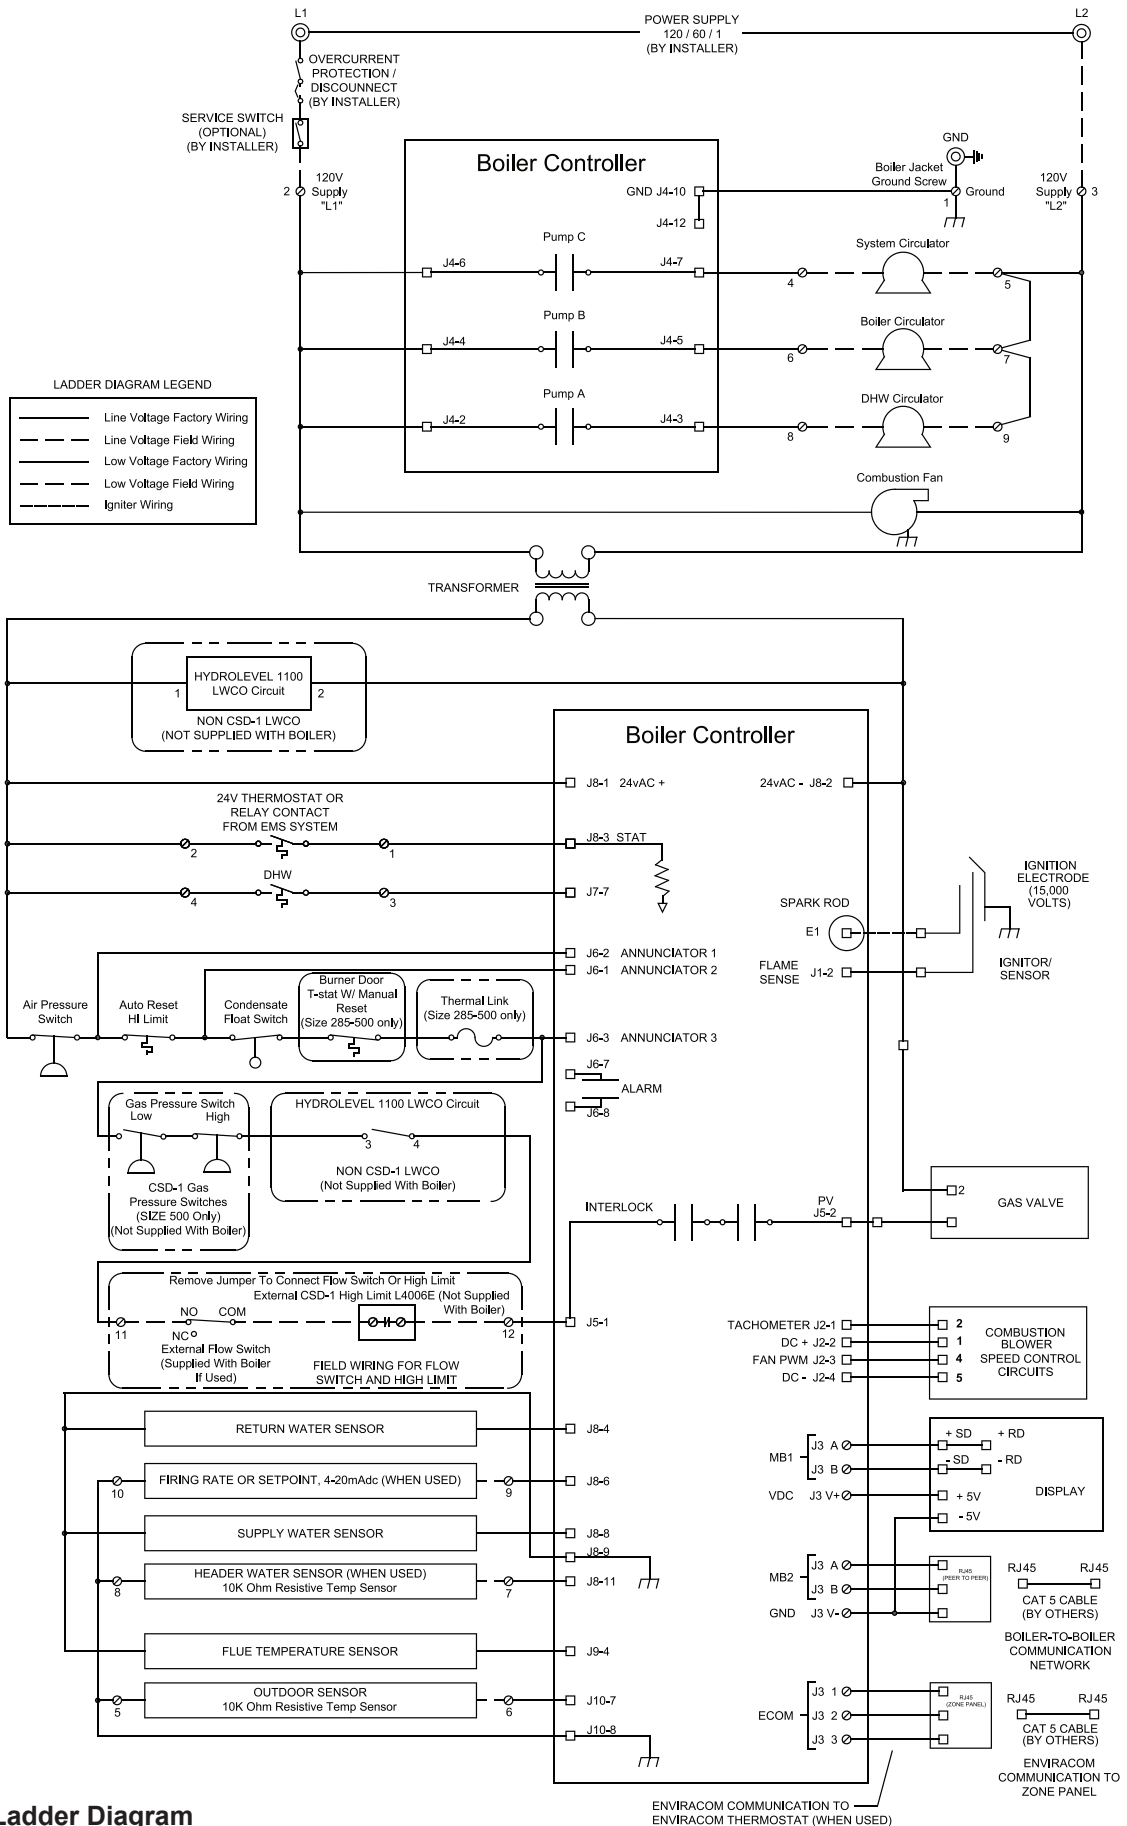 L1
POWER SUPPLY
120 / 60 / 1
(BY INSTALLER)
L2
OVERCURRENT
PROTECTION /
DISCOUNNECT
(BY INSTALLER)
SERVICE SWITCH
(OPTIONAL)
(BY INSTALLER)
2
120V
Supply
"L1"
Boiler Controller
GND J4-10
J4-12
GND
Boiler Jacket
Ground Screw
1
Ground
120V
Supply
"L2"
3
Pump C
J4-6
J4-7
4
System Circulator
5
Pump B
J4-4
J4-5
6
Boiler Circulator
7
Pump A
J4-2
J4-3
8
DHW Circulator
9
LADDER DIAGRAM LEGEND
Line Voltage Factory Wiring
Line Voltage Field Wiring
Low Voltage Factory Wiring
Low Voltage Field Wiring
Igniter Wiring
Combustion Fan
TRANSFORMER
1
HYDROLEVEL 1100
LWCO Circuit
2
NON CSD-1 LWCO
(NOT SUPPLIED WITH BOILER)
Boiler Controller
J8-1 24vAC +
24vAC - J8-2
24V THERMOSTAT OR
RELAY CONTACT
FROM EMS SYSTEM
2
1
J8-3 STAT
DHW
4
3
J7-7
SPARK ROD
E1
FLAME
SENSE
J1-2
IGNITION
ELECTRODE
(15,000
VOLTS)
IGNITOR/
SENSOR
J6-2 ANNUNCIATOR 1
J6-1 ANNUNCIATOR 2
Air Pressure
Switch
Auto Reset
HI Limit
Condensate
Float Switch
Burner Door
T-stat W/ Manual
Reset
(Size 285-500 only)
Thermal Link
(Size 285-500 only)
J6-3 ANNUNCIATOR 3
J6-7
ALARM
J6-8
Gas Pressure Switch
Low
High
CSD-1 Gas
Pressure Switches
(SIZE 500 Only)
(Not Supplied With Boiler)
HYDROLEVEL 1100 LWCO Circuit
3
4
NON CSD-1 LWCO
(Not Supplied With Boiler)
INTERLOCK
PV
J5-2
2
GAS VALVE
Remove Jumper To Connect Flow Switch Or High Limit
External CSD-1 High Limit L4006E (Not Supplied
With Boiler)
NO
COM
11
NC
External Flow Switch
(Supplied With Boiler
If Used)
12
FIELD WIRING FOR FLOW
SWITCH AND HIGH LIMIT
J5-1
TACHOMETER J2-1
DC + J2-2
FAN PWM J2-3
DC - J2-4
2
1
4
5
COMBUSTION
BLOWER
SPEED CONTROL
CIRCUITS
RETURN WATER SENSOR
J8-4
10
FIRING RATE OR SETPOINT, 4-20mAdc (WHEN USED)
9
J8-6
SUPPLY WATER SENSOR
J8-8
J8-9
8
HEADER WATER SENSOR (WHEN USED)
10K Ohm Resistive Temp Sensor
7
J8-11
FLUE TEMPERATURE SENSOR
J9-4
5
OUTDOOR SENSOR
10K Ohm Resistive Temp Sensor
6
J10-7
J10-8
MB1
J3 A
J3 B
VDC J3 V+
+ SD
+ RD
- SD
- RD
+ 5V
- 5V
DISPLAY
MB2
J3 A
J3 B
GND J3 V-
RJ45
(PEER TO PEER)
RJ45
RJ45
CAT 5 CABLE
(BY OTHERS)
BOILER-TO-BOILER
COMMUNICATION
NETWORK
ECOM
J3 1
J3 2
J3 3
RJ45
(ZONE PANEL)
RJ45
RJ45
CAT 5 CABLE
(BY OTHERS)
ENVIRACOM
COMMUNICATION TO
ZONE PANEL
ENVIRACOM COMMUNICATION TO
ENVIRACOM THERMOSTAT (WHEN USED)
Ladder Diagram